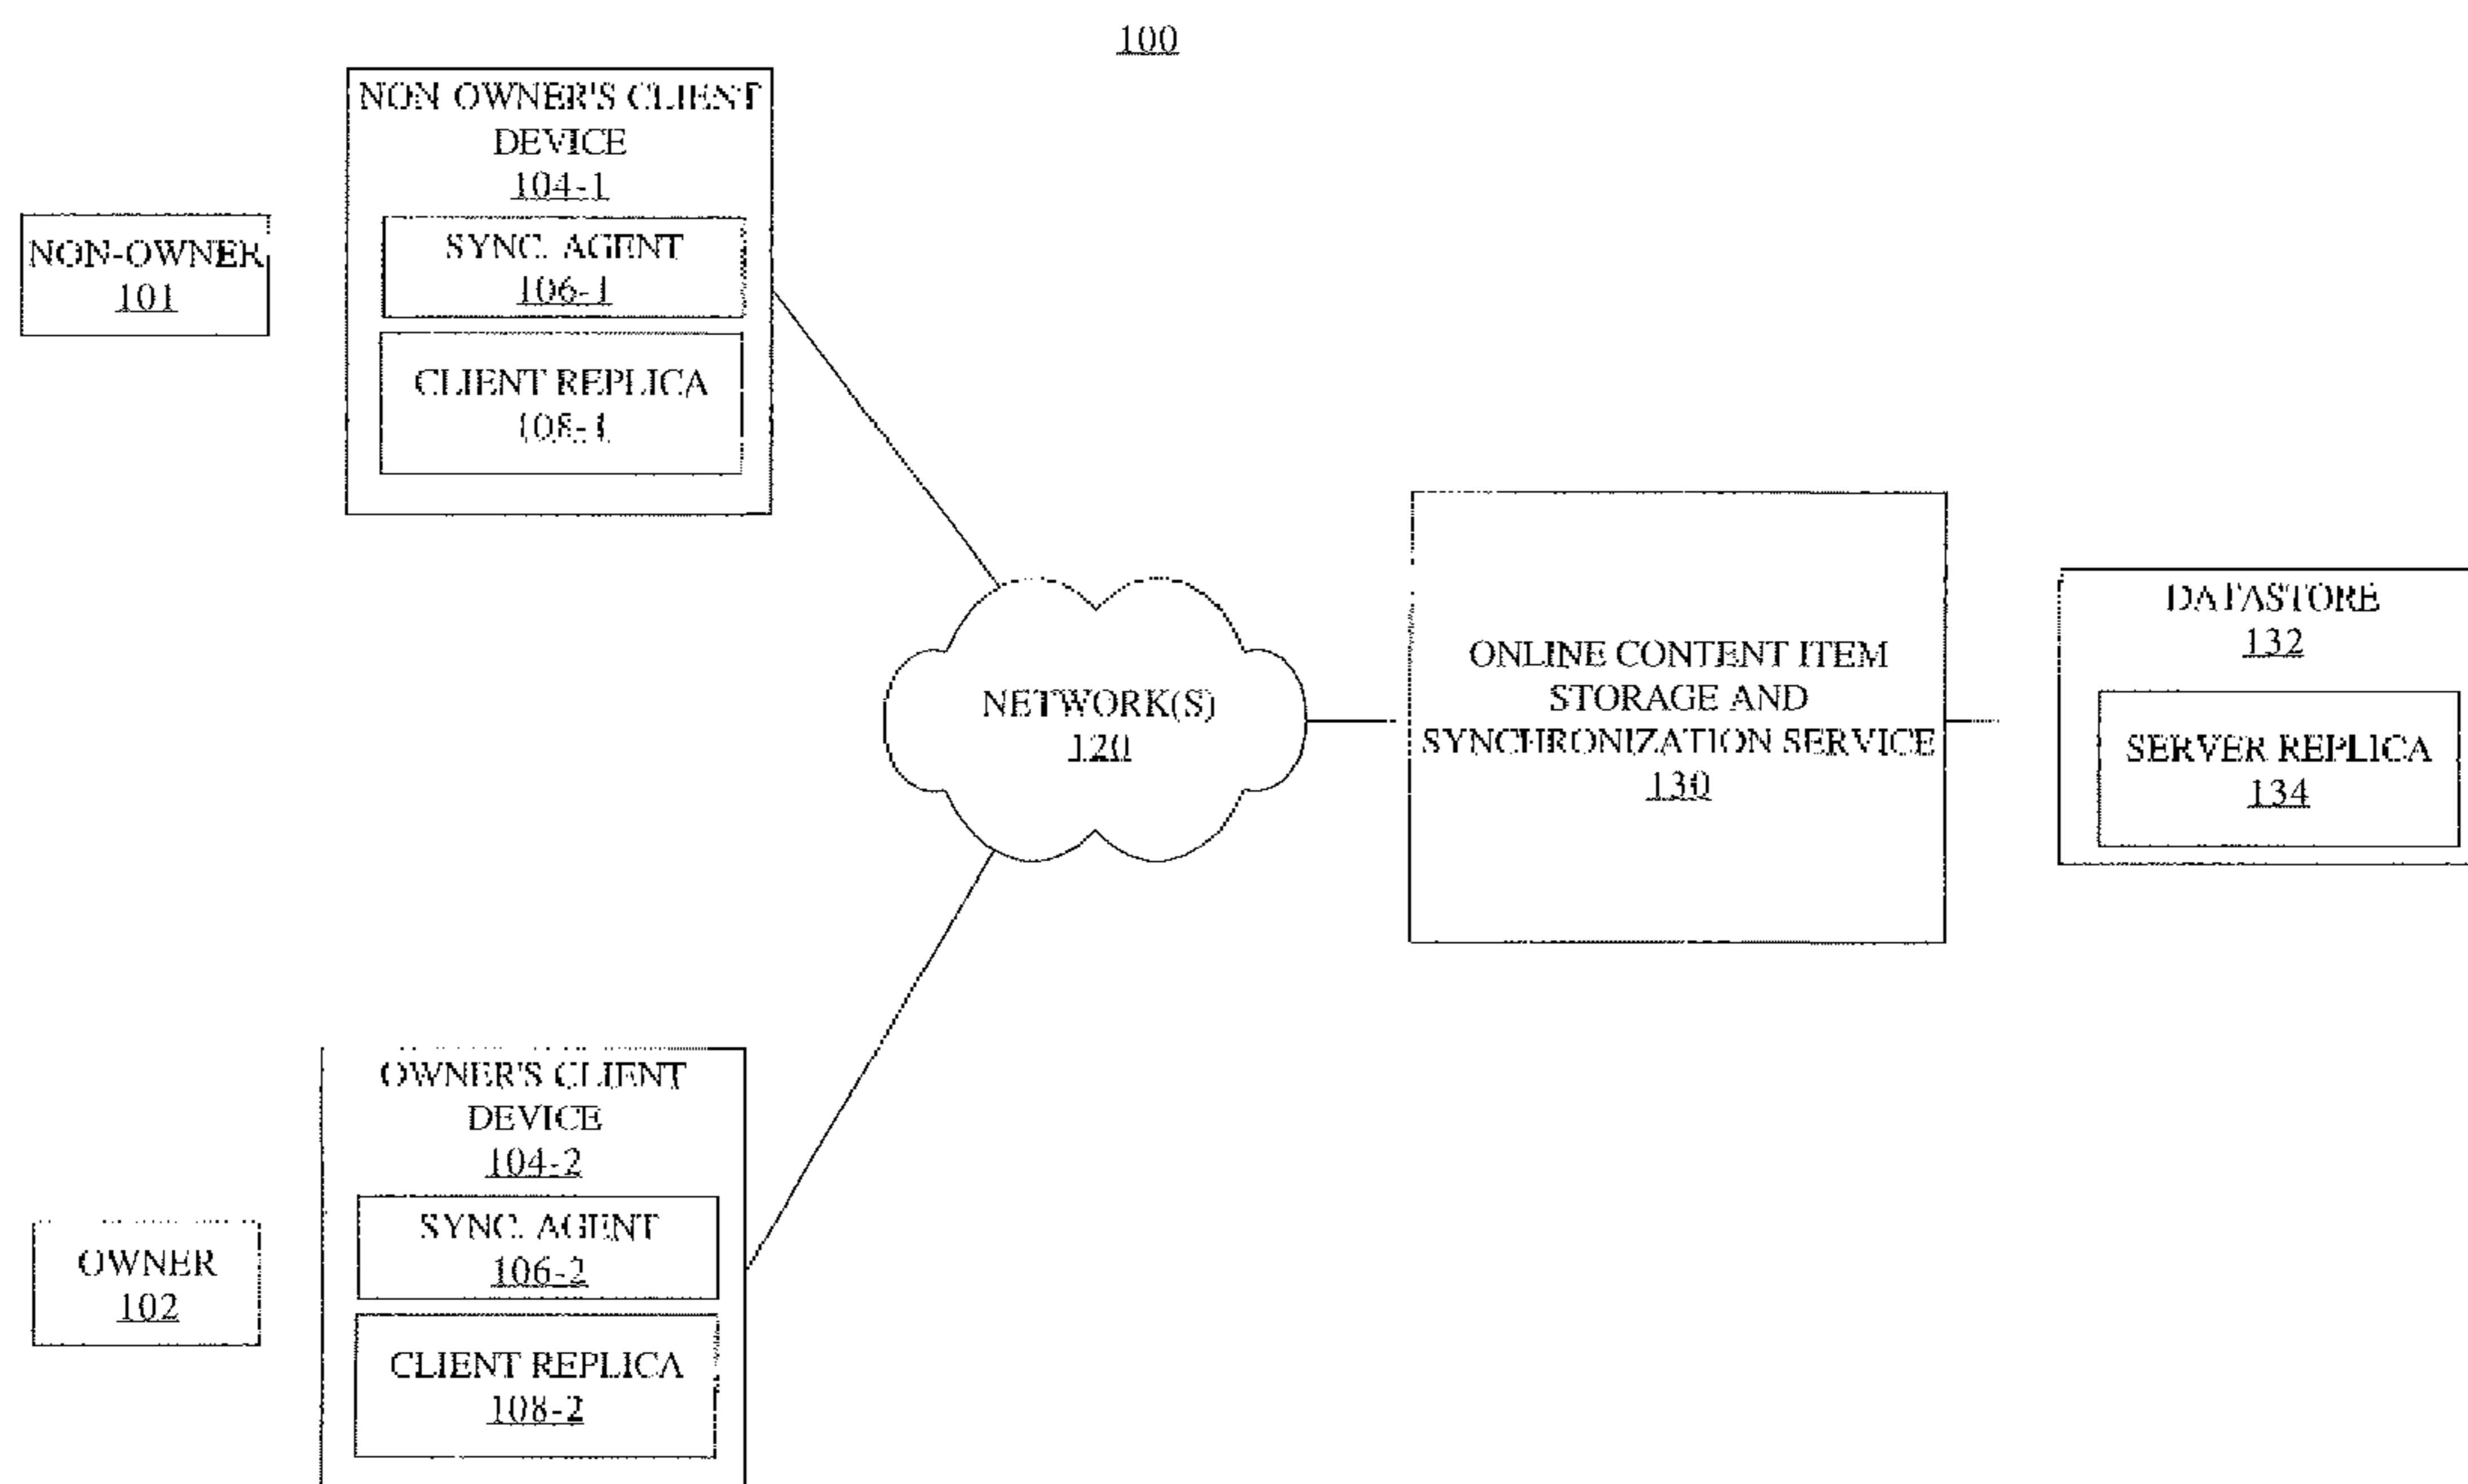 100
NON OWNER'S CLIENT
DEVICE
104-1
SYNC. AGENT
106-1
CLIENT REPLICA
108-1
NON-OWNER
101
NETWORK(S)
120
ONLINE CONTENT ITEM
STORAGE AND
SYNCHRONIZATION SERVICE
130
DATASTORE
132
SERVER REPLICA
134
OWNER'S CLIENT
DEVICE
104-2
SYNC. AGENT
106-2
CLIENT REPLICA
108-2
OWNER
102